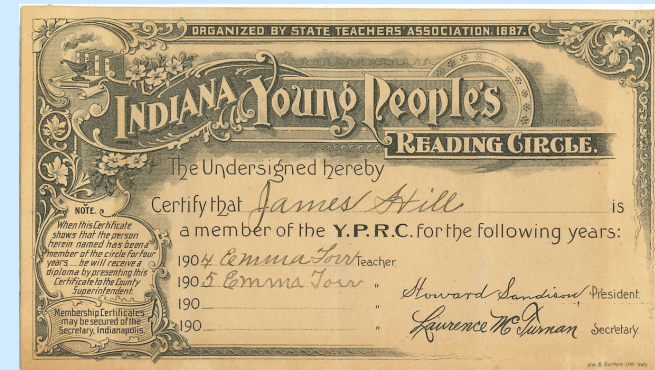 ORGANIZED BY STATE TEACHERS' ASSOCIATION, 1887.
INDIANA Young People's
READING CIRCLE.
The Undersigned hereby
Certify that James Hill is
a member of the Y.P.R.C. for the following years:
1904 Emma Torr Teacher.
1905 Emma Torr "
190 "
190 "
Howard Sandison, President.
Lawrence McTurnan Secretary
NOTE.
When this Certificate
shows that the person
herein named has been a
member of the circle for four
years___ he will receive a
diploma by presenting this
Certificate to the County
Superintendent.
Membership Certificates
may be secured of the
Secretary, Indianapolis.